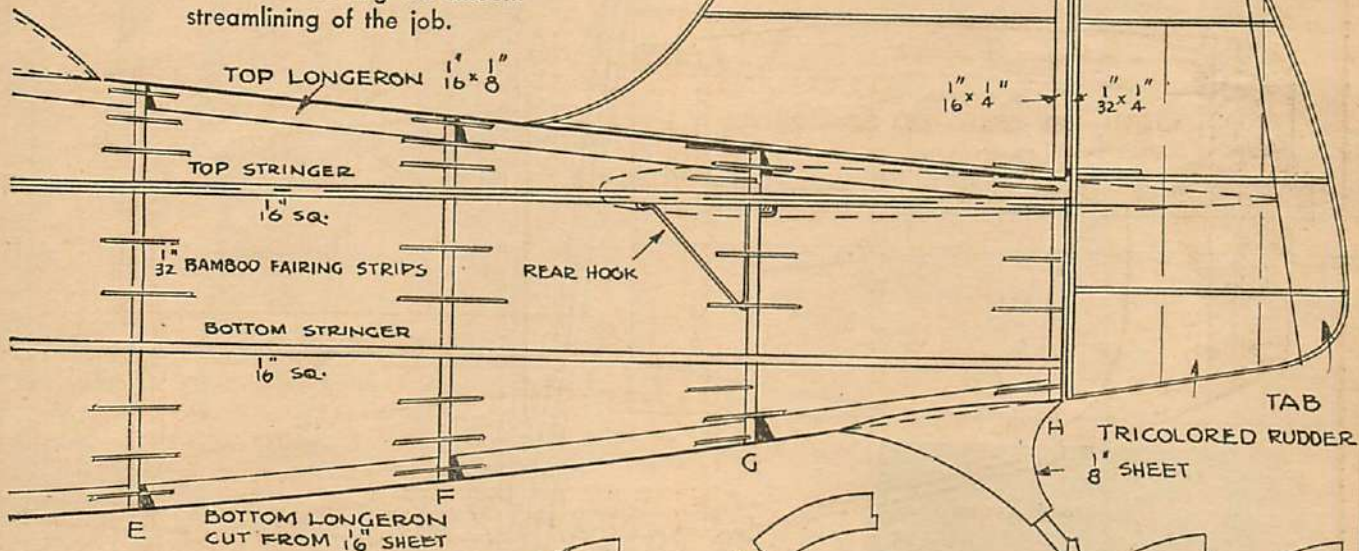 streamlining of the job.
TOP LONGERON 1/16" x 1/8"
1/16" x 1/4"
1/32" x 1/4"
TOP STRINGER
1/16" SQ.
1/32" BAMBOO FAIRING STRIPS
REAR HOOK
BOTTOM STRINGER
1/16" SQ.
TAB
H
TRICOLORED RUDDER
1/8" SHEET
G
F
E
BOTTOM LONGERON
CUT FROM 1/16" SHEET